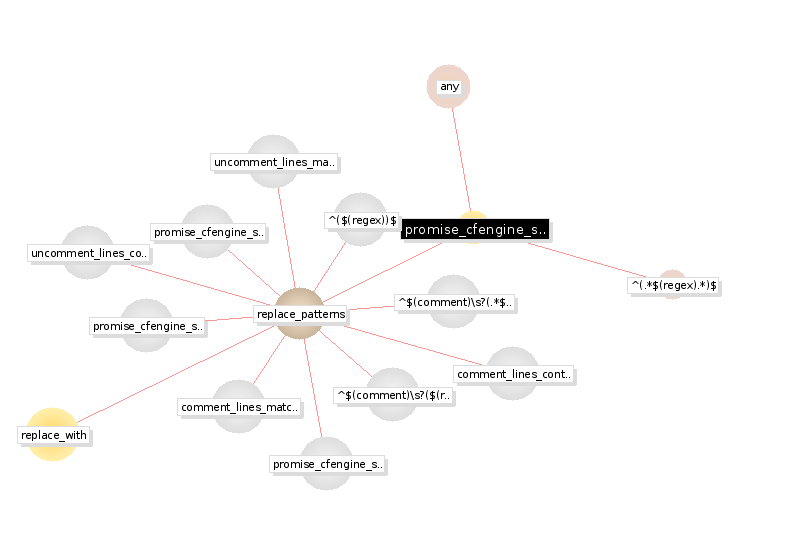 any
uncomment_lines_ma..
^($(regex))$
promise_cfengine_s..
promise_cfengine_s..
uncomment_lines_co..
^(.*$(regex).*)$
^$(comment)\s?(.*$..
replace_patterns
promise_cfengine_s..
comment_lines_cont..
^$(comment)\s?($(r..
comment_lines_matc..
replace_with
promise_cfengine_s..